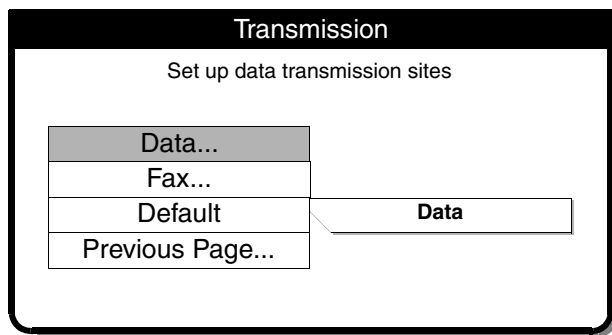 Transmission
Set up data transmission sites
Data...
Fax...
Default
Data
Previous Page...